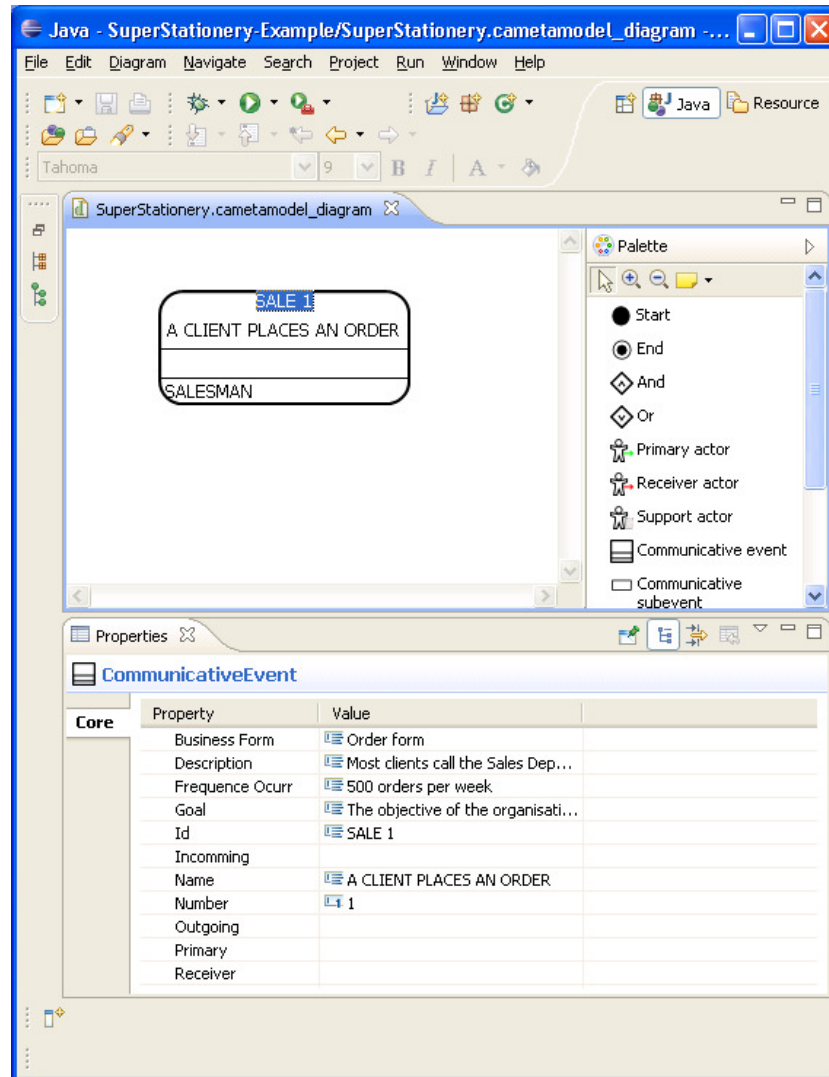 Java - SuperStationery-Example/SuperStationery.cametamodel_diagram -...
File Edit Diagram Navigate Search Project Run Window Help
Java Resource
Tahoma 9 B I A
SuperStationery.cametamodel_diagram
SALE 1
A CLIENT PLACES AN ORDER
SALESMAN
Palette
Start
End
And
Or
Primary actor
Receiver actor
Support actor
Communicative event
Communicative
subevent
Properties
CommunicativeEvent
Core
Property Value
Business Form Order form
Description Most clients call the Sales Dep...
Frequence Ocurr 500 orders per week
Goal The objective of the organisati...
Id SALE 1
Incomming
Name A CLIENT PLACES AN ORDER
Number 1
Outgoing
Primary
Receiver